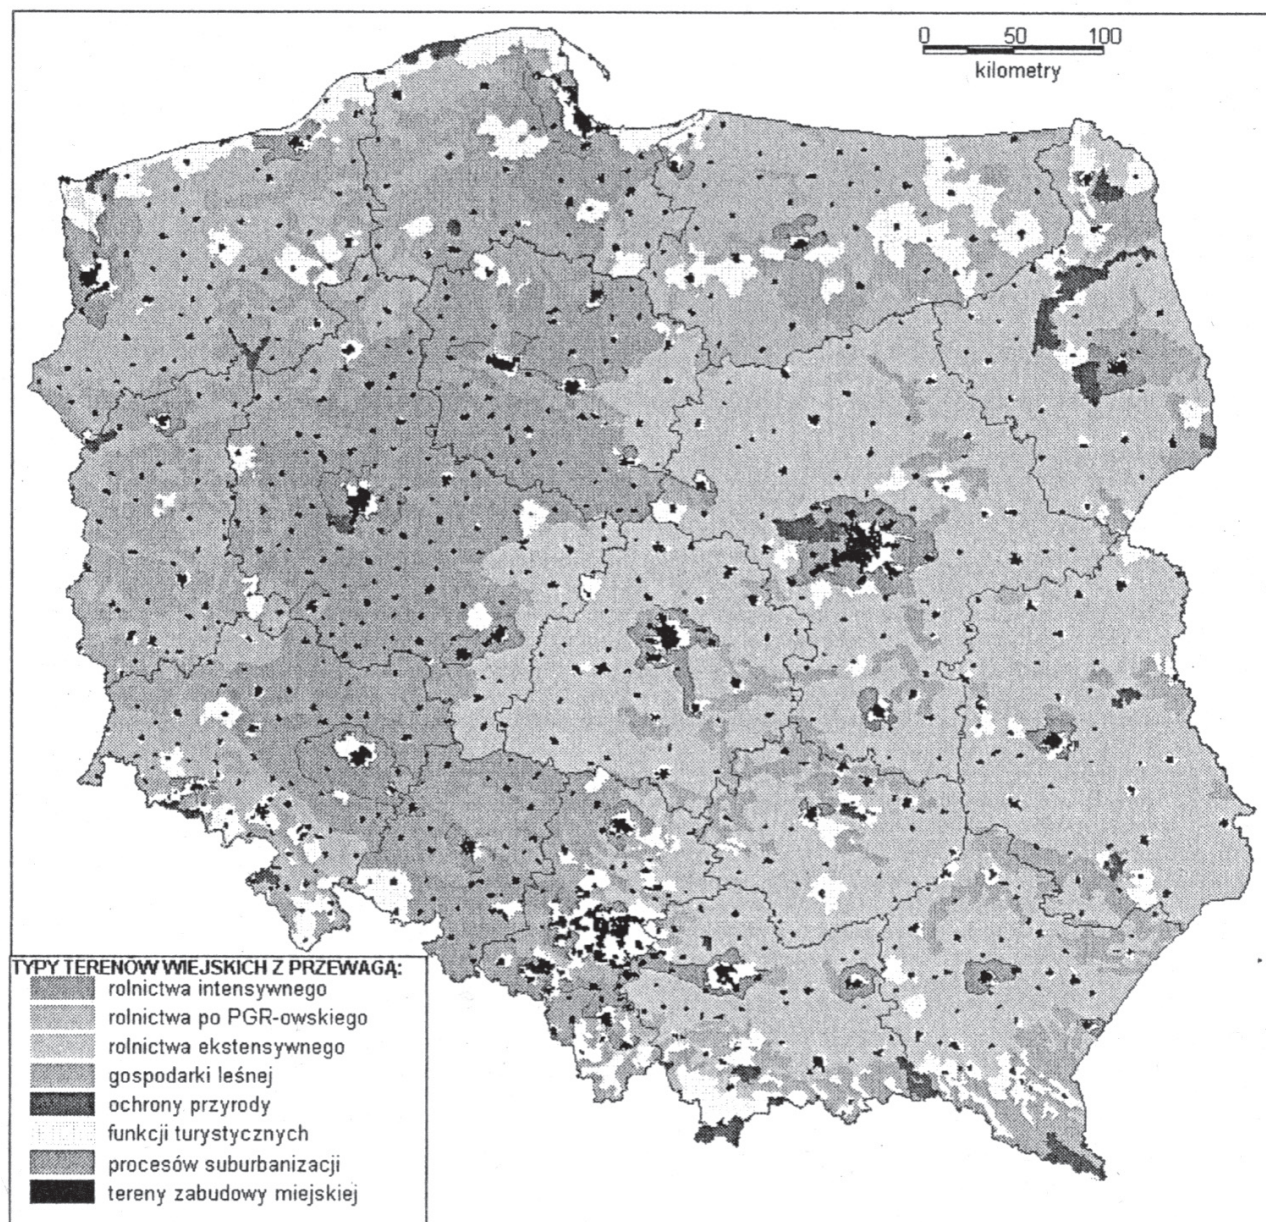 0 50 100
kilometry
TYPY TERENÓW WIEJSKICH Z PRZEWAGĄ:
rolnictwa intensywnego
rolnictwa po PGR-owskiego
rolnictwa ekstensywnego
gospodarki leśnej
ochrony przyrody
funkcji turystycznych
procesów suburbanizacji
tereny zabudowy miejskiej